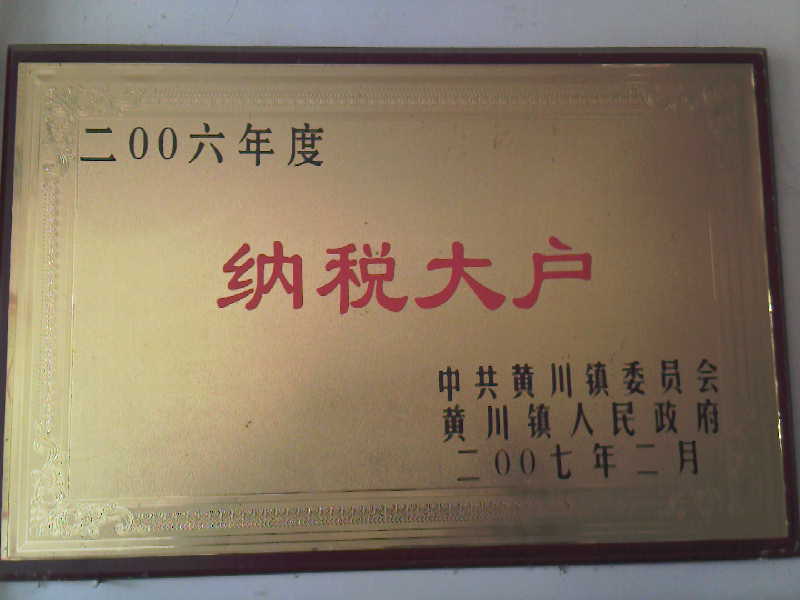 二00六年度
纳税大户
中共黄川镇委员会
黄川镇人民政府
二00七年二月